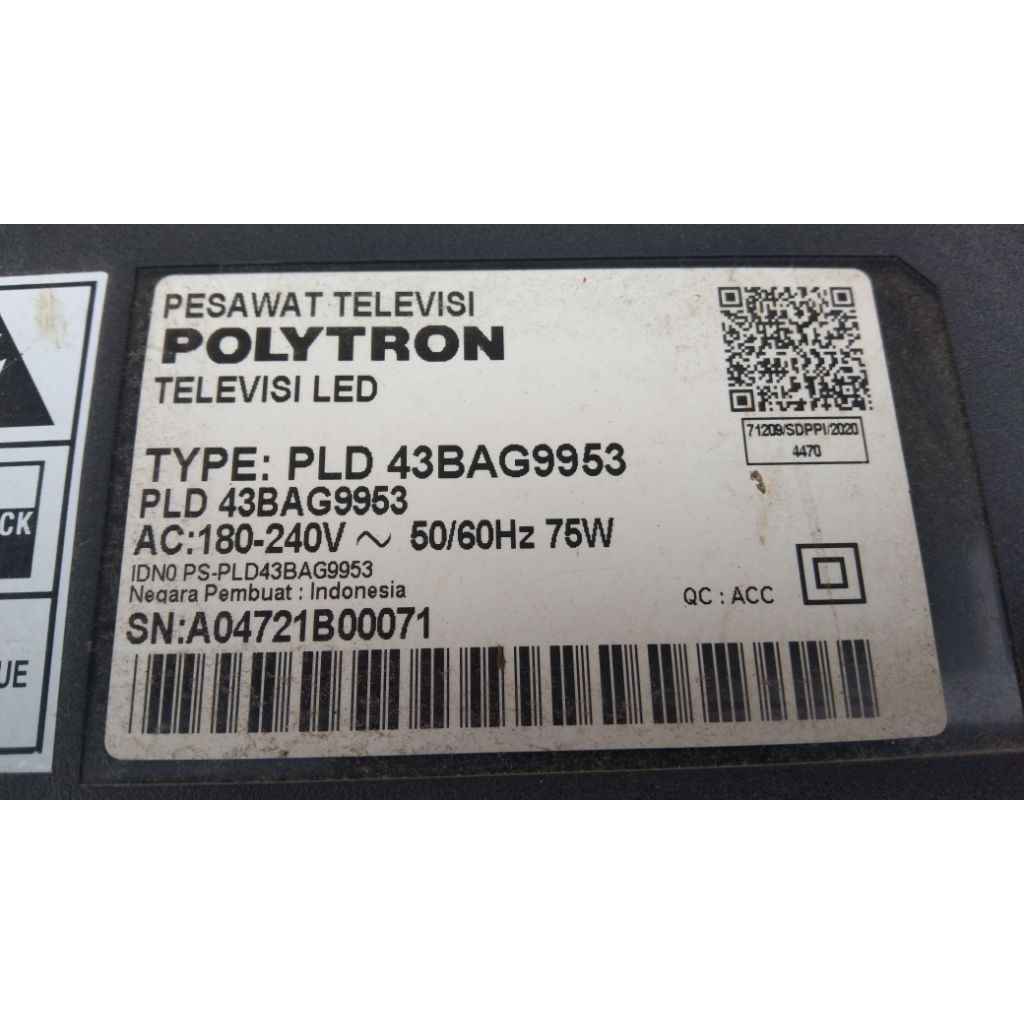 PESAWAT TELEVISI
POLYTRON
TELEVISI LED
71209/SDPPI/2020
4470
TYPE: PLD 43BAG9953
PLD 43BAG9953
AC:180-240V ~ 50/60Hz 75W
IDN0 PS-PLD43BAG9953
Negara Pembuat : Indonesia
QC : ACC
SN:A04721B00071
CK
UE